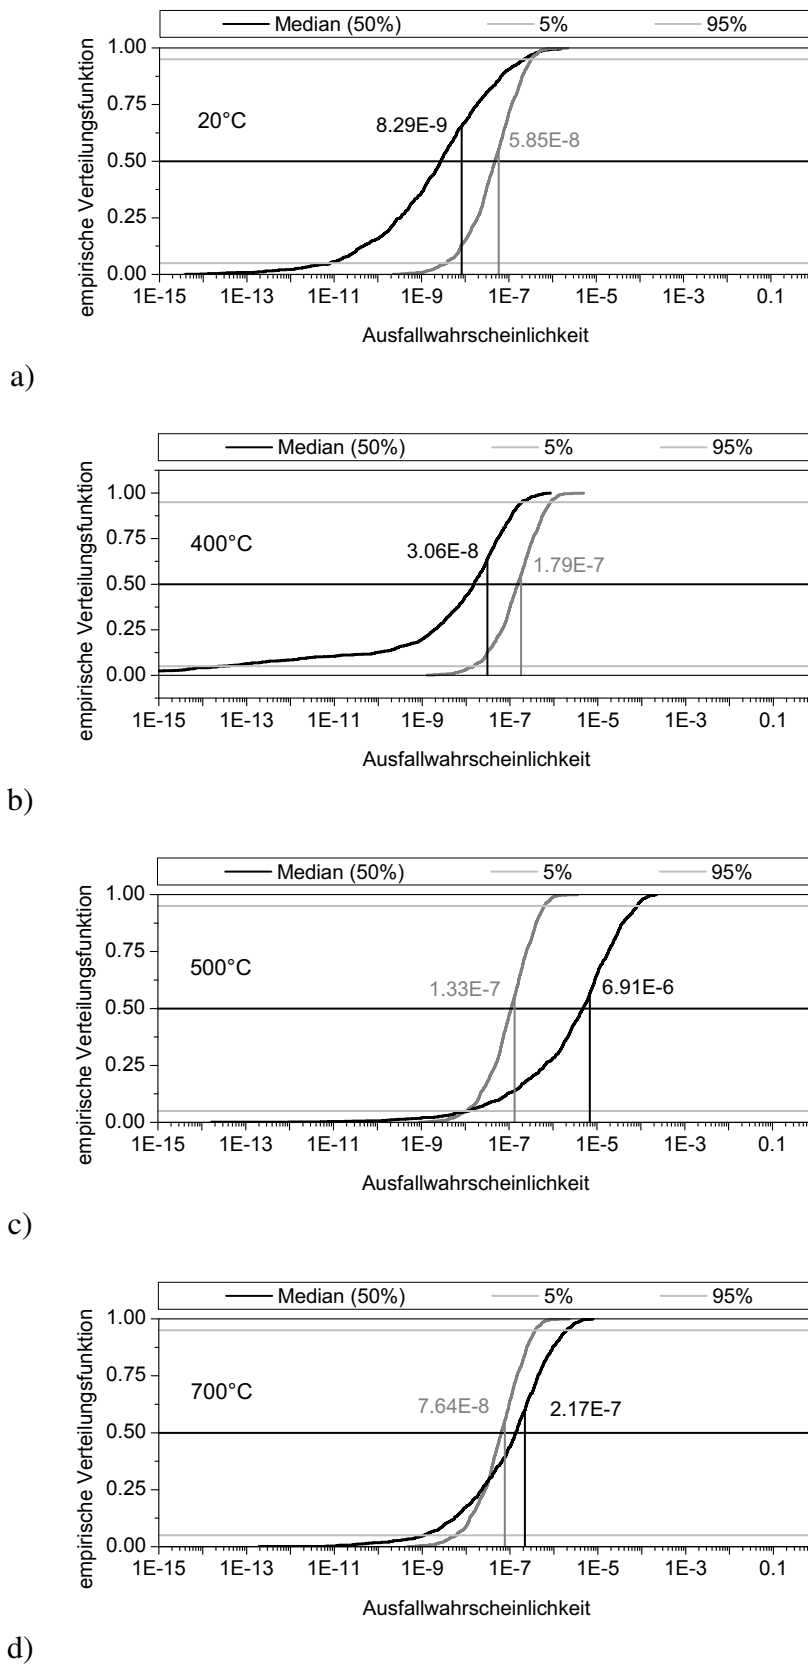 Median (50%) 5% 95%
1.00
0.75
0.50
0.25
0.00
empirische Verteilungsfunktion
20°C
8.29E-9
5.85E-8
1E-15 1E-13 1E-11 1E-9 1E-7 1E-5 1E-3 0.1
Ausfallwahrscheinlichkeit
a)
Median (50%) 5% 95%
1.00
0.75
0.50
0.25
0.00
empirische Verteilungsfunktion
400°C
3.06E-8
1.79E-7
1E-15 1E-13 1E-11 1E-9 1E-7 1E-5 1E-3 0.1
Ausfallwahrscheinlichkeit
b)
Median (50%) 5% 95%
1.00
0.75
0.50
0.25
0.00
empirische Verteilungsfunktion
500°C
1.33E-7
6.91E-6
1E-15 1E-13 1E-11 1E-9 1E-7 1E-5 1E-3 0.1
Ausfallwahrscheinlichkeit
c)
Median (50%) 5% 95%
1.00
0.75
0.50
0.25
0.00
empirische Verteilungsfunktion
700°C
7.64E-8
2.17E-7
1E-15 1E-13 1E-11 1E-9 1E-7 1E-5 1E-3 0.1
Ausfallwahrscheinlichkeit
d)